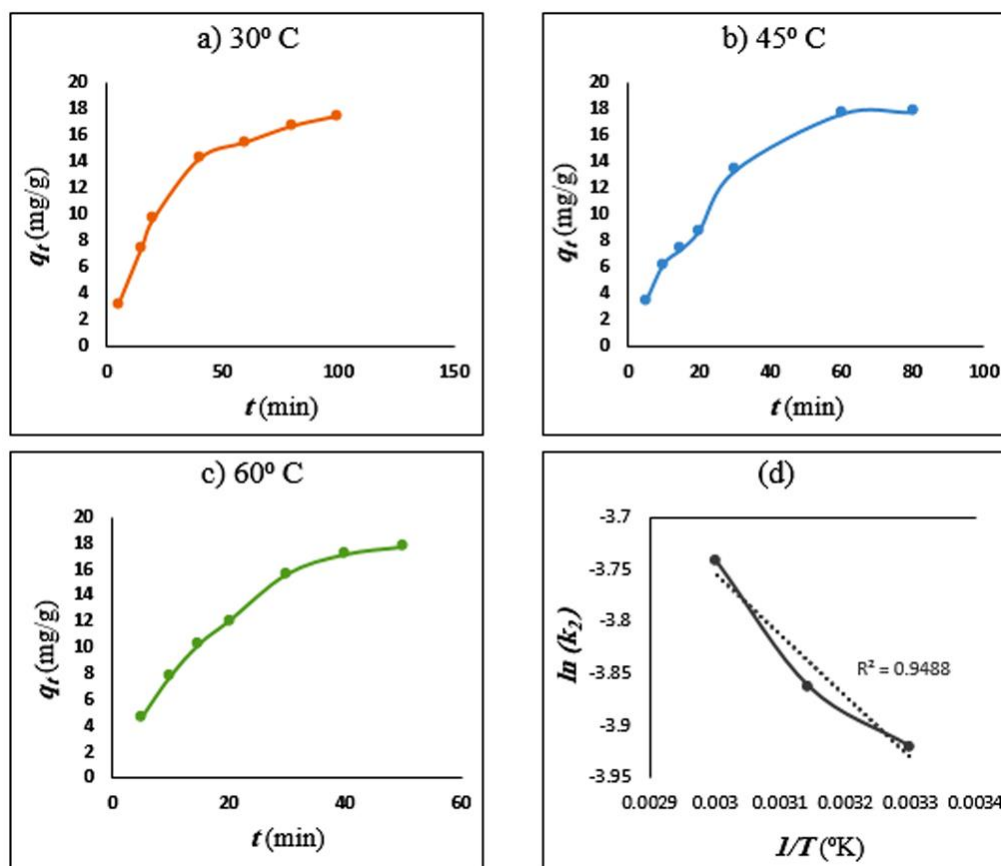 a) 30⁰ C
20
18
16
14
12
10
8
6
4
2
0
qt (mg/g)
0 50 100 150
t (min)
b) 45⁰ C
20
18
16
14
12
10
8
6
4
2
0
qt (mg/g)
0 20 40 60 80 100
t (min)
c) 60⁰ C
20
18
16
14
12
10
8
6
4
2
0
qt (mg/g)
0 20 40 60
t (min)
(d)
-3.7
-3.75
-3.8
-3.85
-3.9
-3.95
ln (k2)
R² = 0.9488
0.0029 0.003 0.0031 0.0032 0.0033 0.0034
1/T (⁰K)